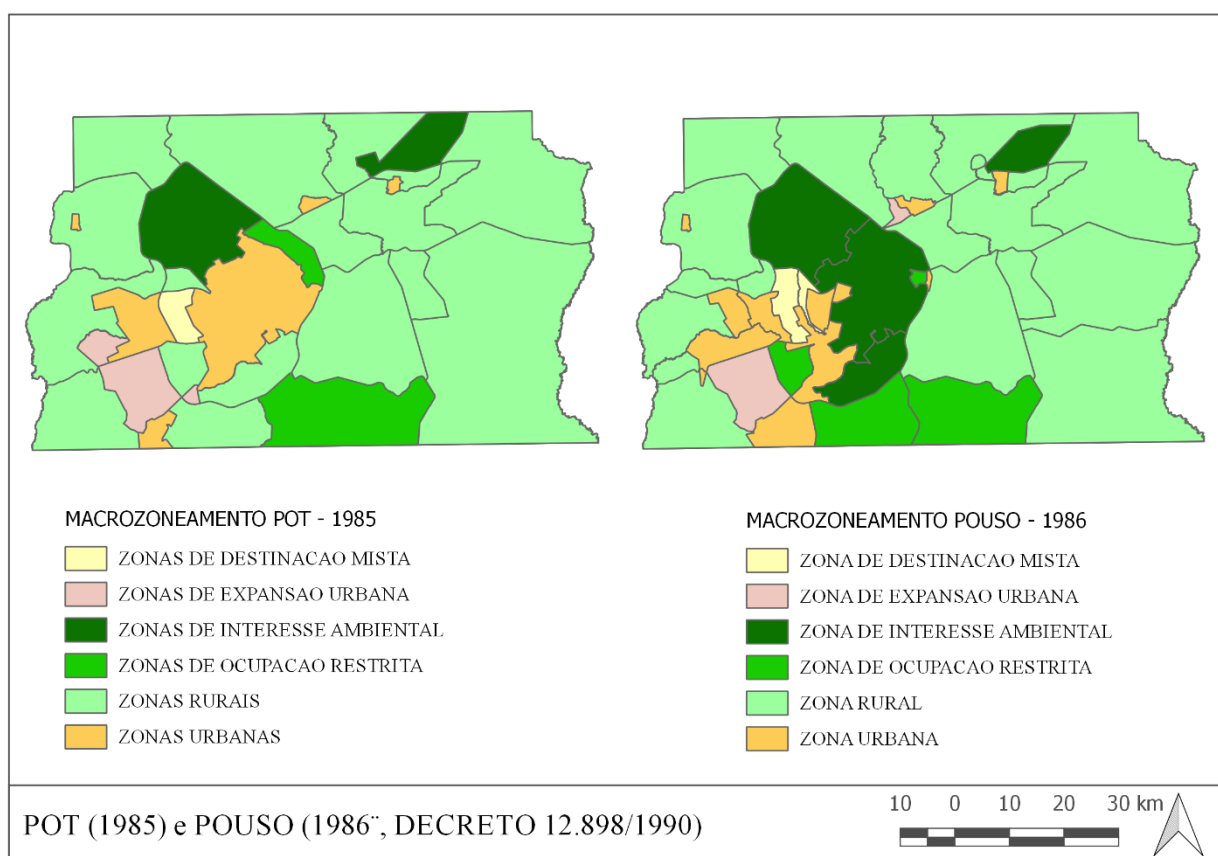 MACROZONEAMENTO POT - 1985
ZONAS DE DESTINACAO MISTA
ZONAS DE EXPANSAO URBANA
ZONAS DE INTERESSE AMBIENTAL
ZONAS DE OCUPACAO RESTRITA
ZONAS RURAIS
ZONAS URBANAS
MACROZONEAMENTO POUSO - 1986
ZONA DE DESTINACAO MISTA
ZONA DE EXPANSAO URBANA
ZONA DE INTERESSE AMBIENTAL
ZONA DE OCUPACAO RESTRITA
ZONA RURAL
ZONA URBANA
POT (1985) e POUSO (1986¨, DECRETO 12.898/1990)
10 0 10 20 30 km